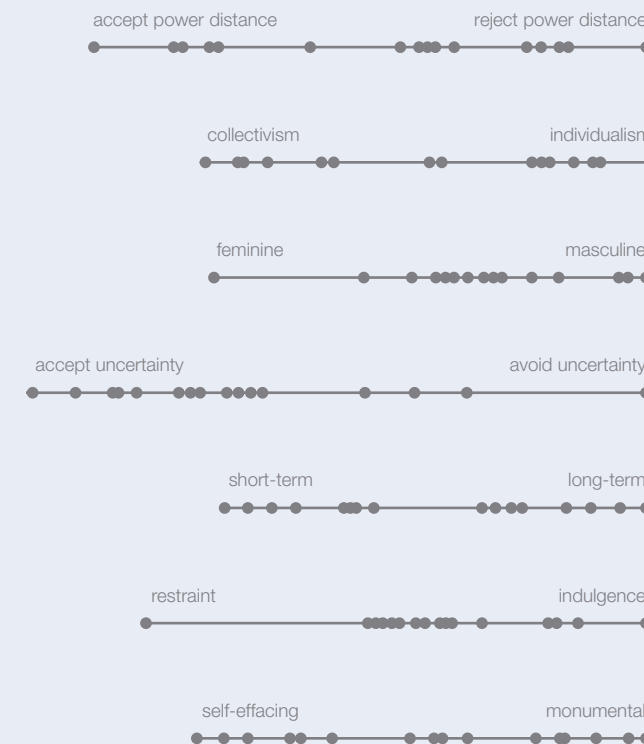 accept power distance reject power distance
collectivism individualism
feminine masculine
accept uncertainty avoid uncertainty
short-term long-term
restraint indulgence
self-effacing monumental